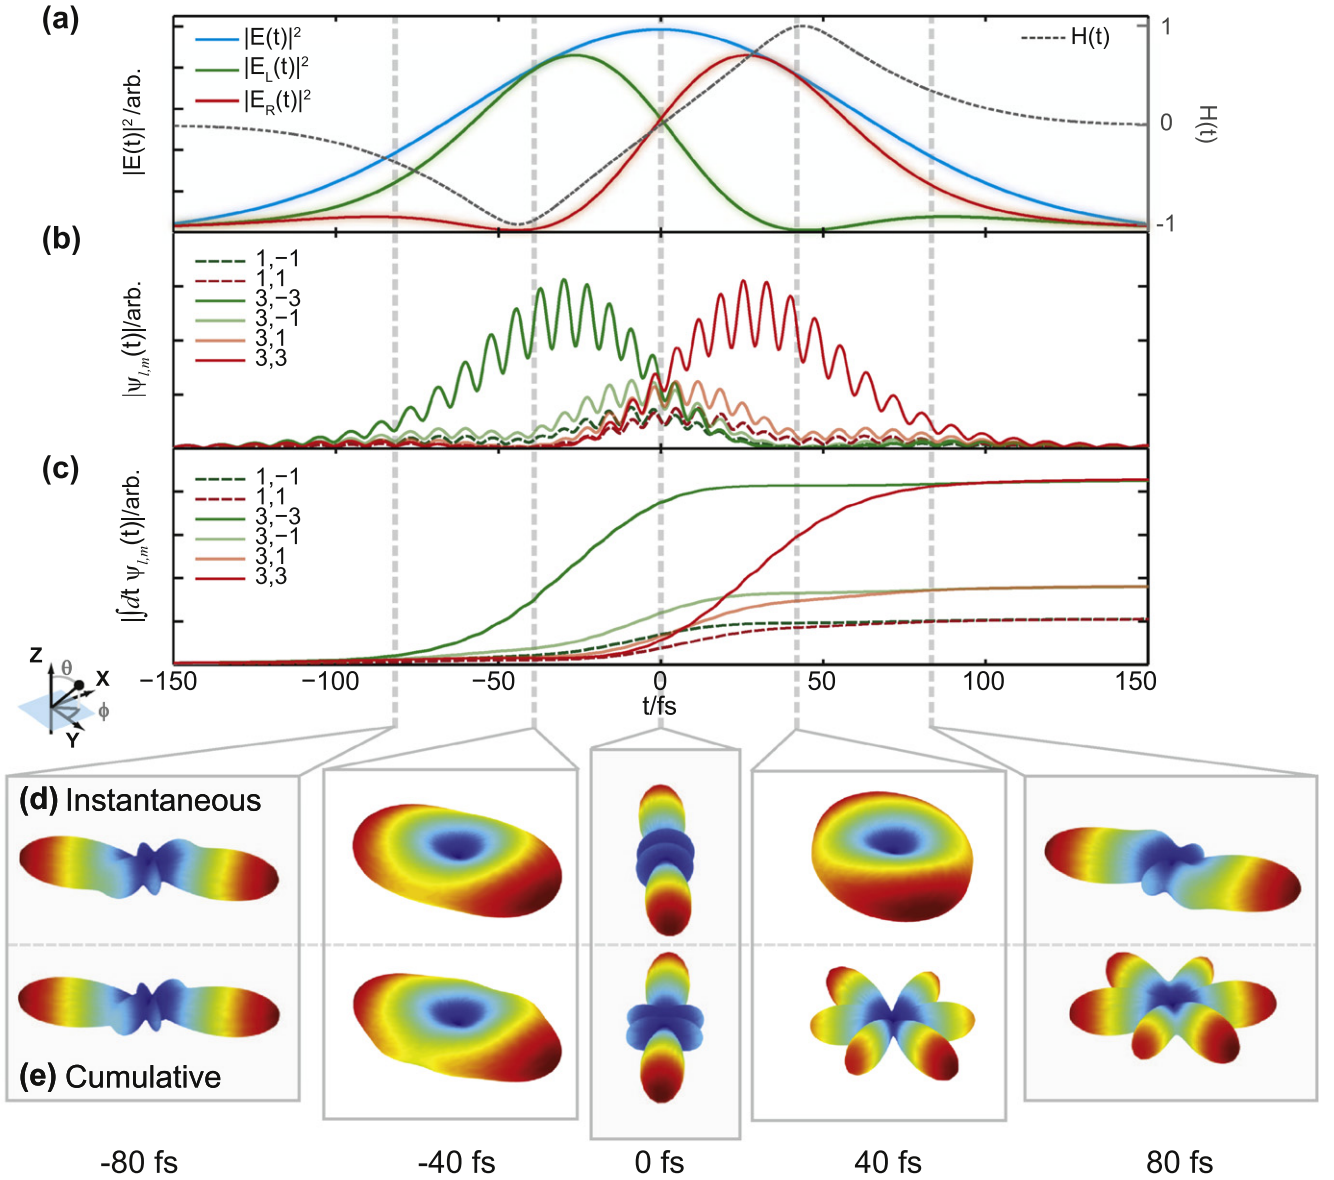 (a)
|E(t)|²
|E_L(t)|²
|E_R(t)|²
H(t)
|E(t)|²/arb.
1
0
-1
H(t)
(b)
1,−1
1,1
3,−3
3,−1
3,1
3,3
|ψ_l,m(t)|/arb.
(c)
1,−1
1,1
3,−3
3,−1
3,1
3,3
|∫dt ψ_l,m(t)|/arb.
−150 −100 −50 0 50 100 150
t/fs
Z
θ
X
ϕ
Y
(d) Instantaneous
(e) Cumulative
-80 fs -40 fs 0 fs 40 fs 80 fs